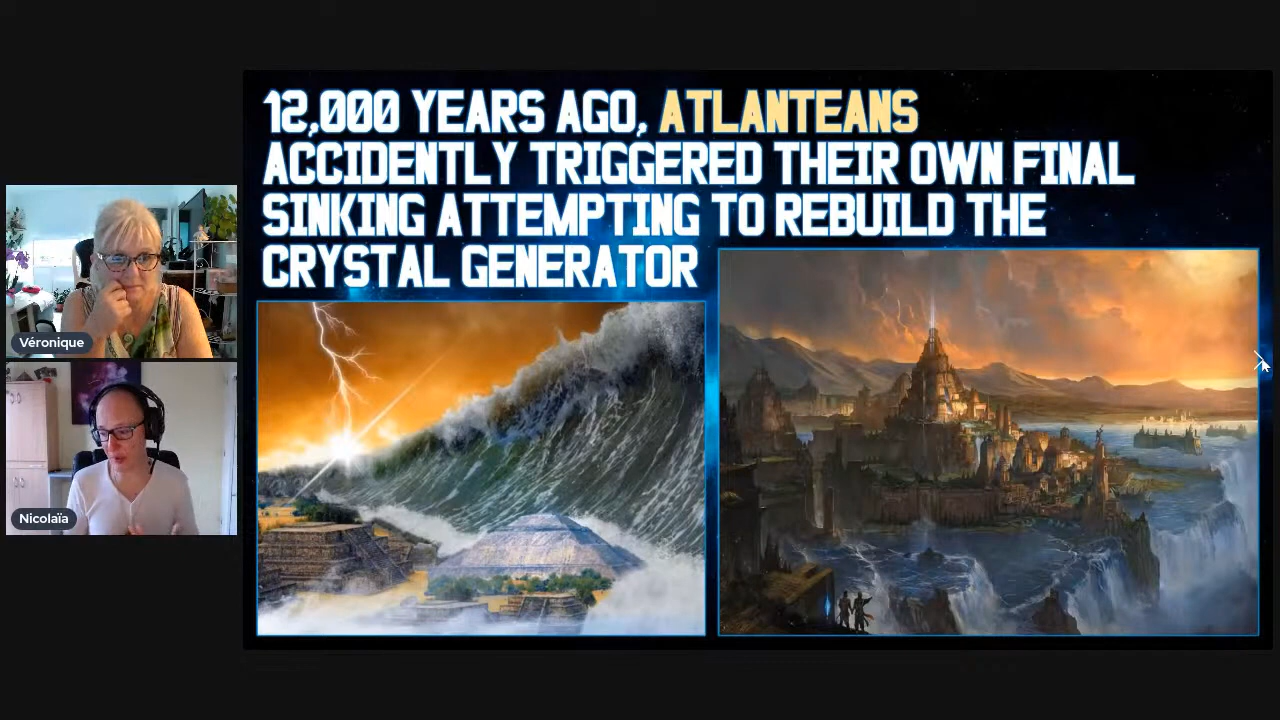 12,000 YEARS AGO, ATLANTEANS
ACCIDENTLY TRIGGERED THEIR OWN FINAL
SINKING ATTEMPTING TO REBUILD THE
CRYSTAL GENERATOR
Véronique
Nicolaïa